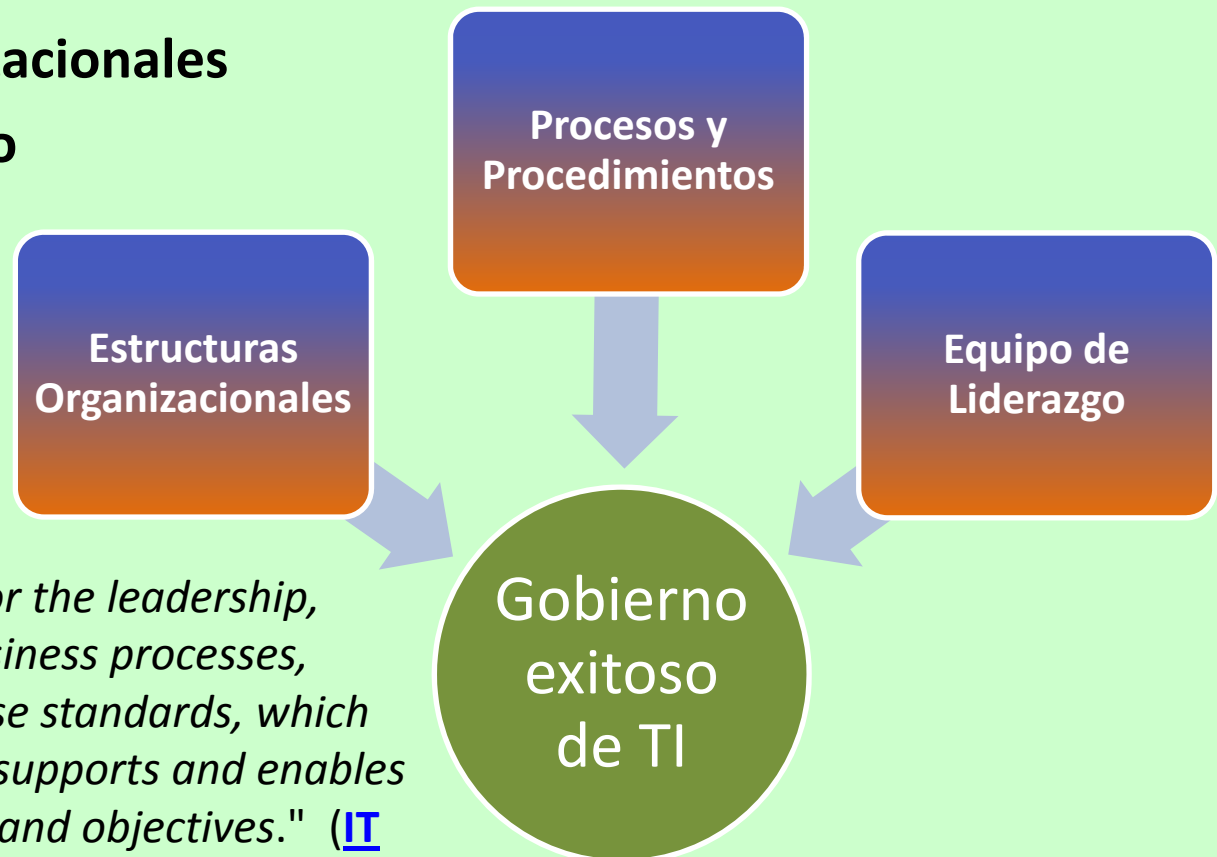 acionales
o
Procesos y
Procedimientos
Estructuras
Organizacionales
Equipo de
Liderazgo
Gobierno
exitoso
de TI
or the leadership,
siness processes,
se standards, which
supports and enables
and objectives." (IT